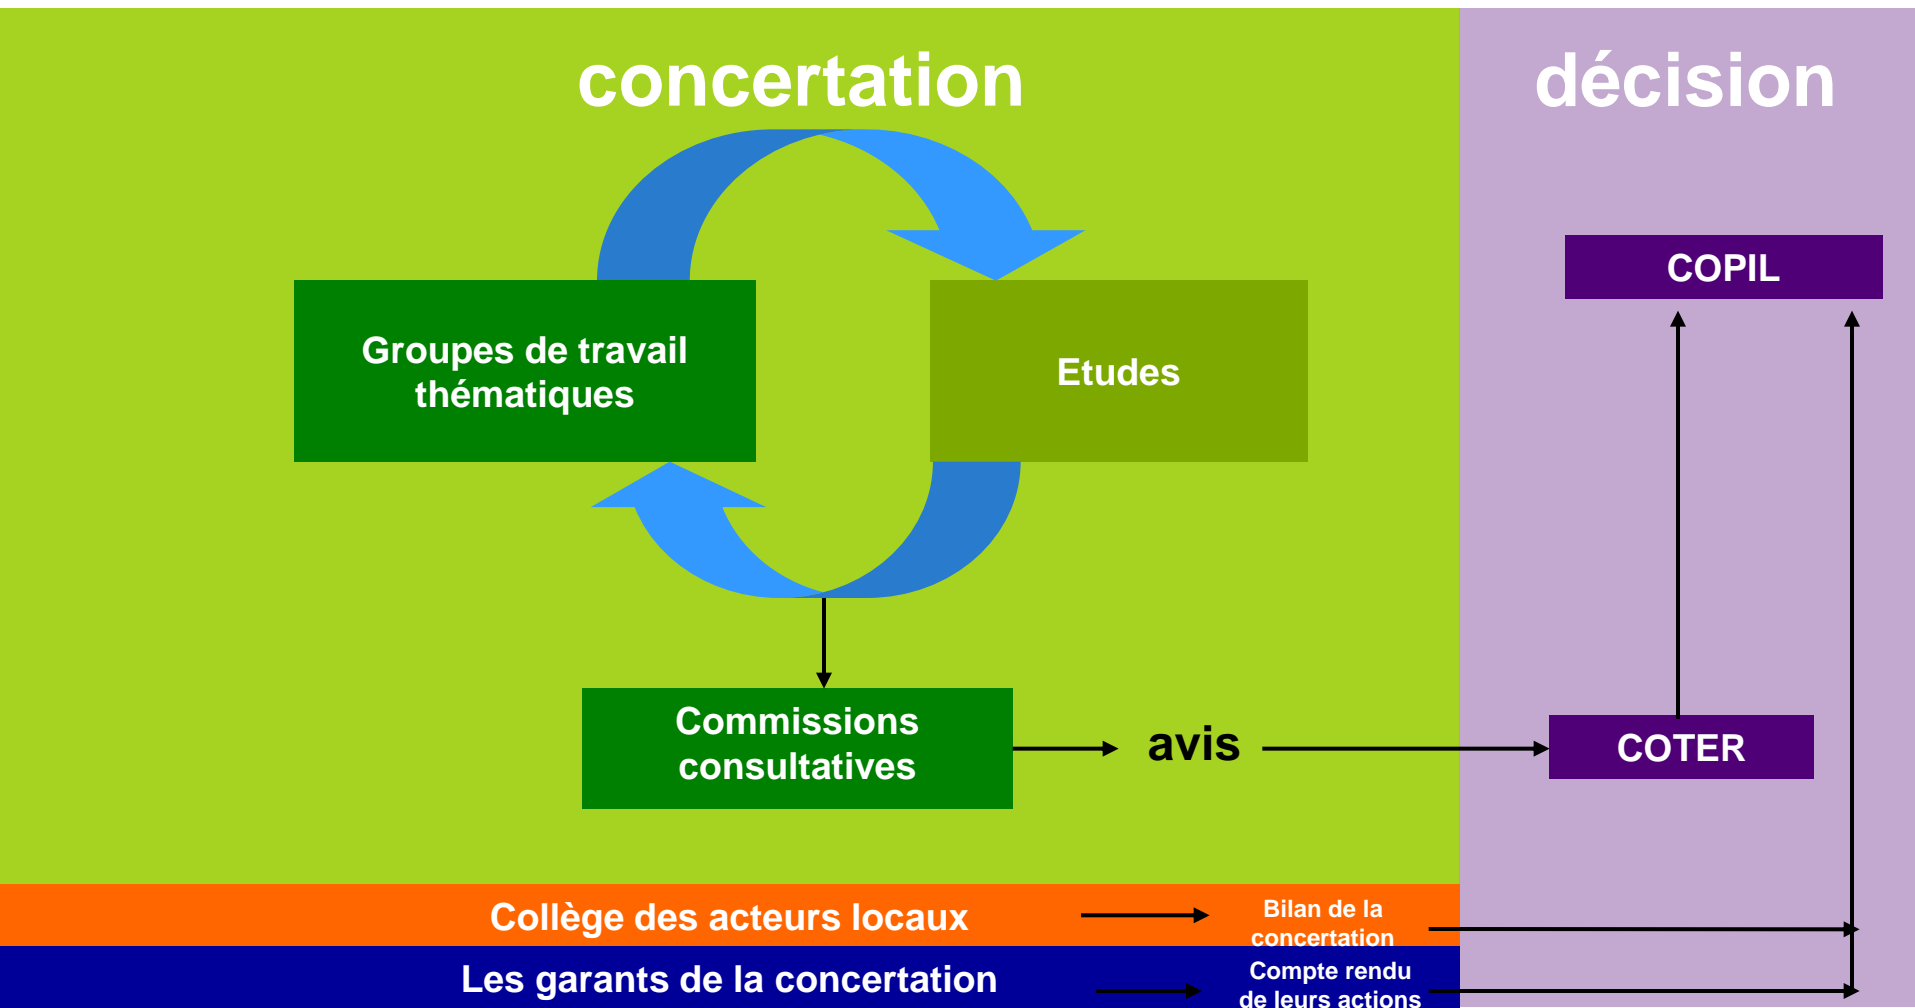 concertation
décision
COPIL
Groupes de travail
thématiques
Etudes
Commissions
consultatives
avis
COTER
Collège des acteurs locaux
Bilan de la
concertation
Les garants de la concertation
Compte rendu
de leurs actions